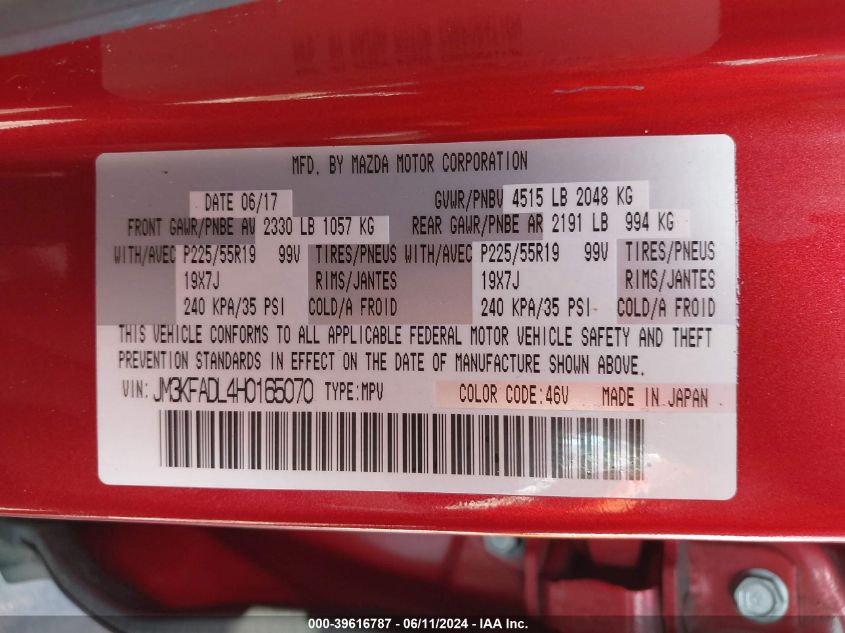 MFD. BY MAZDA MOTOR CORPORATION
DATE 06/17 GVWR/PNBV 4515 LB 2048 KG
FRONT GAWR/PNBE AV 2330 LB 1057 KG REAR GAWR/PNBE AR 2191 LB 994 KG
WITH/AVEC P225/55R19 99V TIRES/PNEUS WITH/AVEC P225/55R19 99V TIRES/PNEUS
19X7J RIMS/JANTES 19X7J RIMS/JANTES
240 KPA/35 PSI COLD/A FROID 240 KPA/35 PSI COLD/A FROID
THIS VEHICLE CONFORMS TO ALL APPLICABLE FEDERAL MOTOR VEHICLE SAFETY AND THEFT
PREVENTION STANDARDS IN EFFECT ON THE DATE OF MANUFACTURE SHOWN ABOVE.
VIN: JM3KFADL4H0165070 TYPE:MPV COLOR CODE:46V MADE IN JAPAN
000-39616787 - 06/11/2024 - IAA Inc.